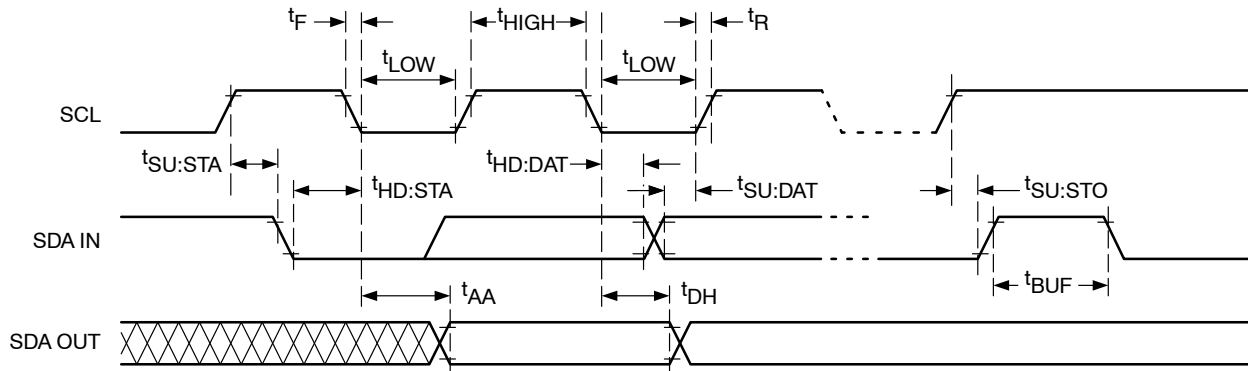 tF
tHIGH
tR
tLOW
tLOW
SCL
tSU:STA
tHD:STA
tHD:DAT
tSU:DAT
tSU:STO
SDA IN
tBUF
tAA
tDH
SDA OUT